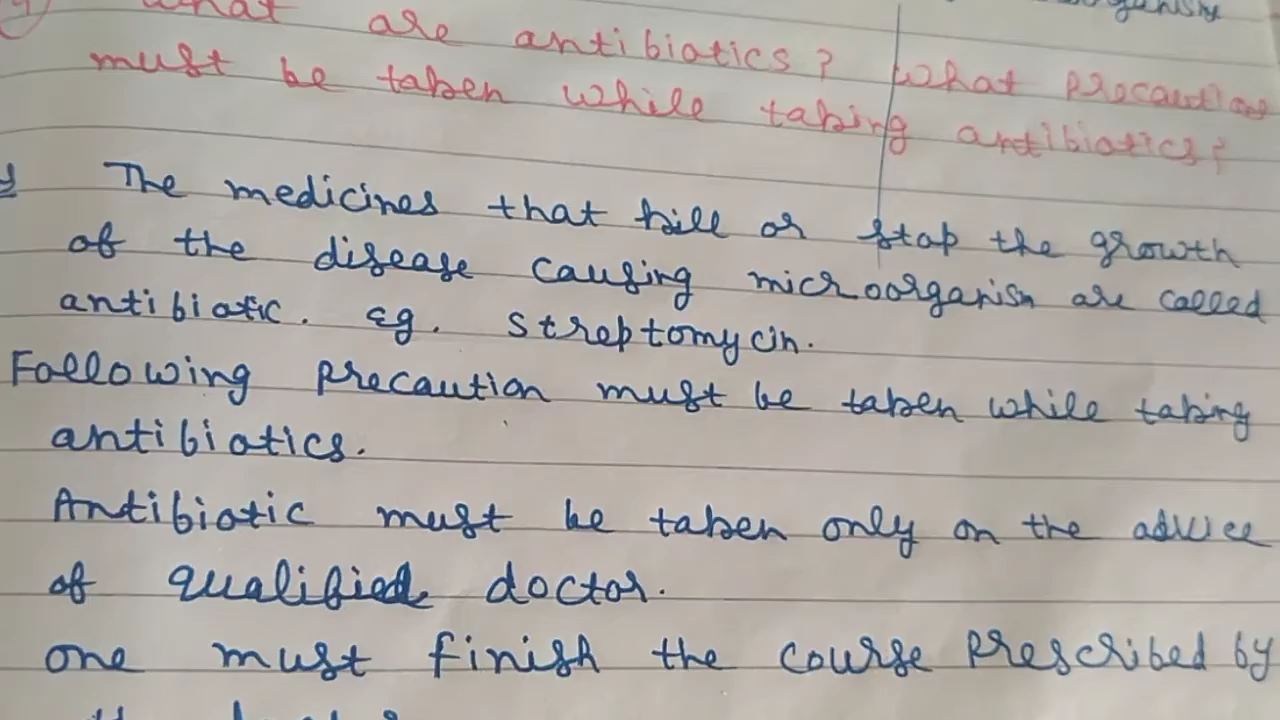 What are antibiotics? What precautions
must be taken while taking antibiotics?
The medicines that kill or stop the growth
of the disease causing microorganism are called
antibiotic. eg. Streptomycin.
Following precaution must be taken while taking
antibiotics.
Antibiotic must be taken only on the advice
of qualified doctor.
one must finish the course prescribed by